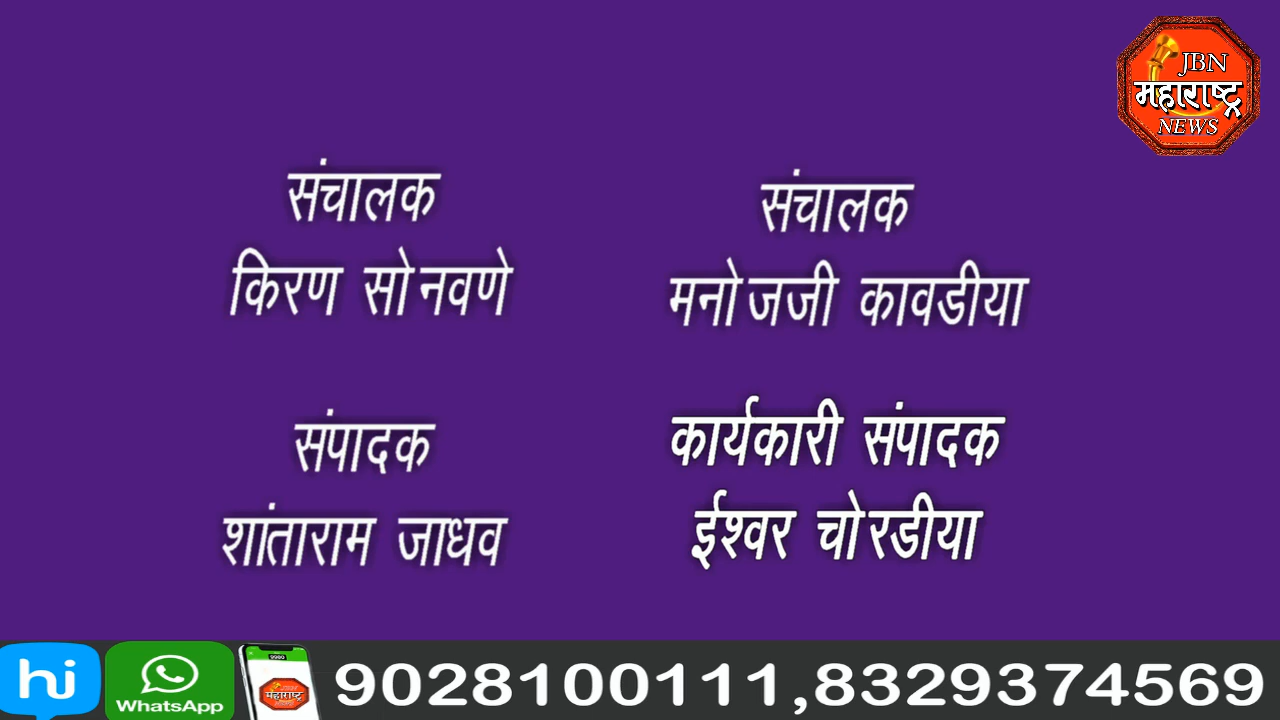 JBN
महाराष्ट्र
NEWS
संचालक
किरण सोनवणे
संचालक
मनोजजी कावडीया
संपादक
शांताराम जाधव
कार्यकारी संपादक
ईश्वर चोरडीया
hi
WhatsApp
महाराष्ट्र
9028100111,8329374569